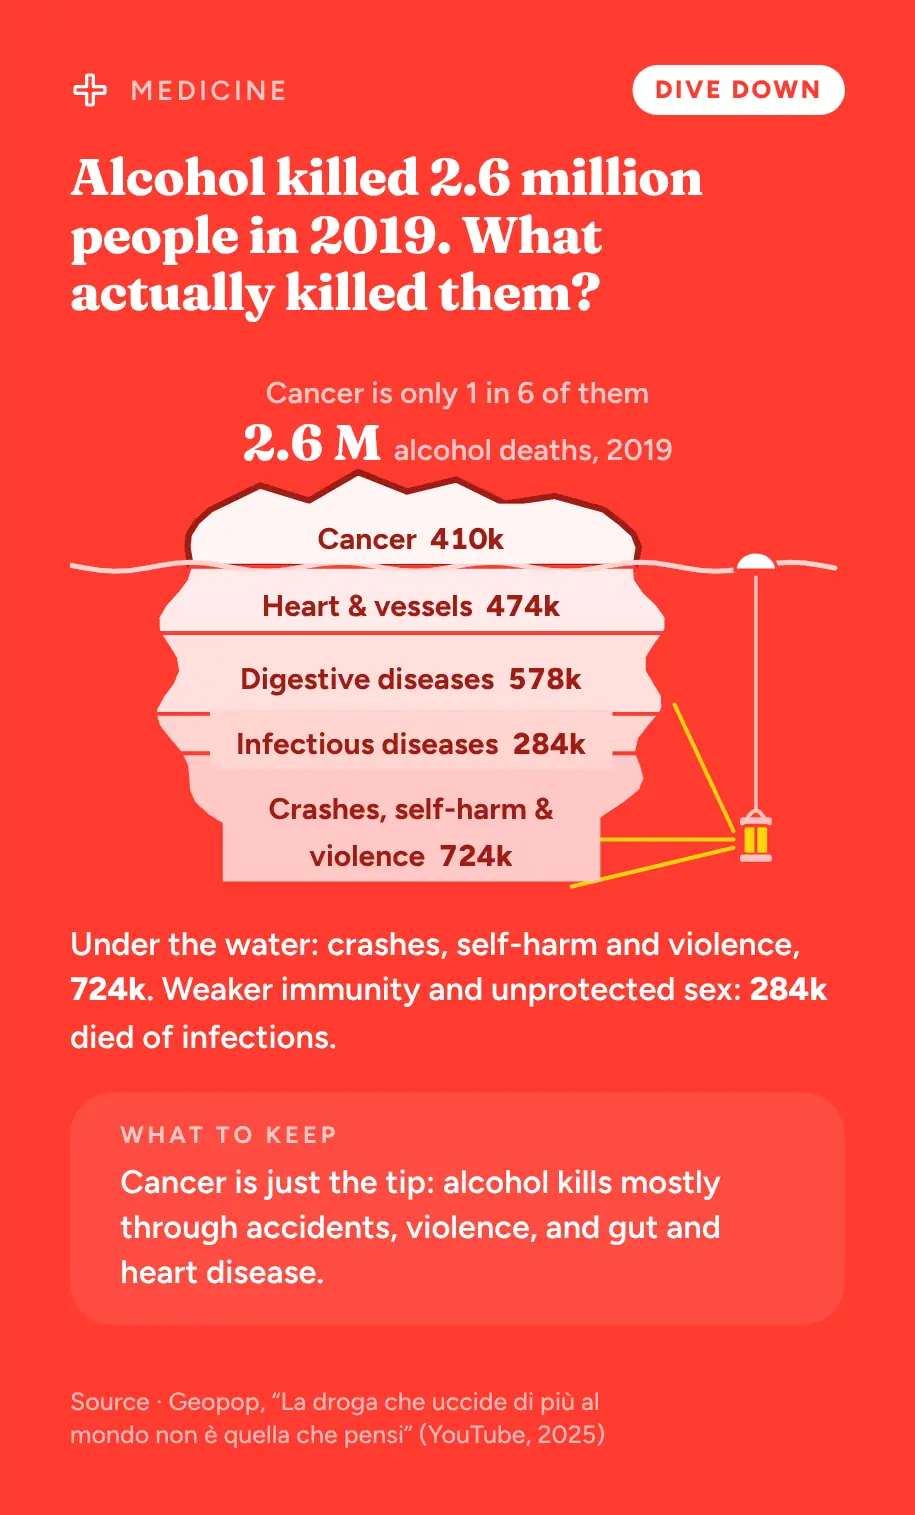 MEDICINE
DIVE DOWN
Alcohol killed 2.6 million
people in 2019. What
actually killed them?
Cancer is only 1 in 6 of them
2.6 M alcohol deaths, 2019
Cancer 410k
Heart & vessels 474k
Digestive diseases 578k
Infectious diseases 284k
Crashes, self-harm &
violence 724k
Under the water: crashes, self-harm and violence,
724k. Weaker immunity and unprotected sex: 284k
died of infections.
WHAT TO KEEP
Cancer is just the tip: alcohol kills mostly
through accidents, violence, and gut and
heart disease.
Source · Geopop, “La droga che uccide di più al
mondo non è quella che pensi” (YouTube, 2025)